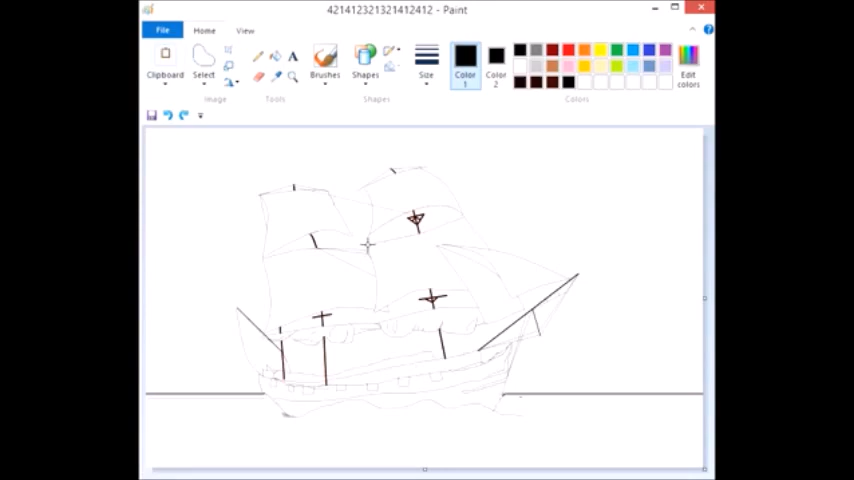 421412321321412412 - Paint
File Home View
Clipboard Select Brushes Shapes Size Color 1 Color 2 Edit colors
Image Tools Shapes Colors
A